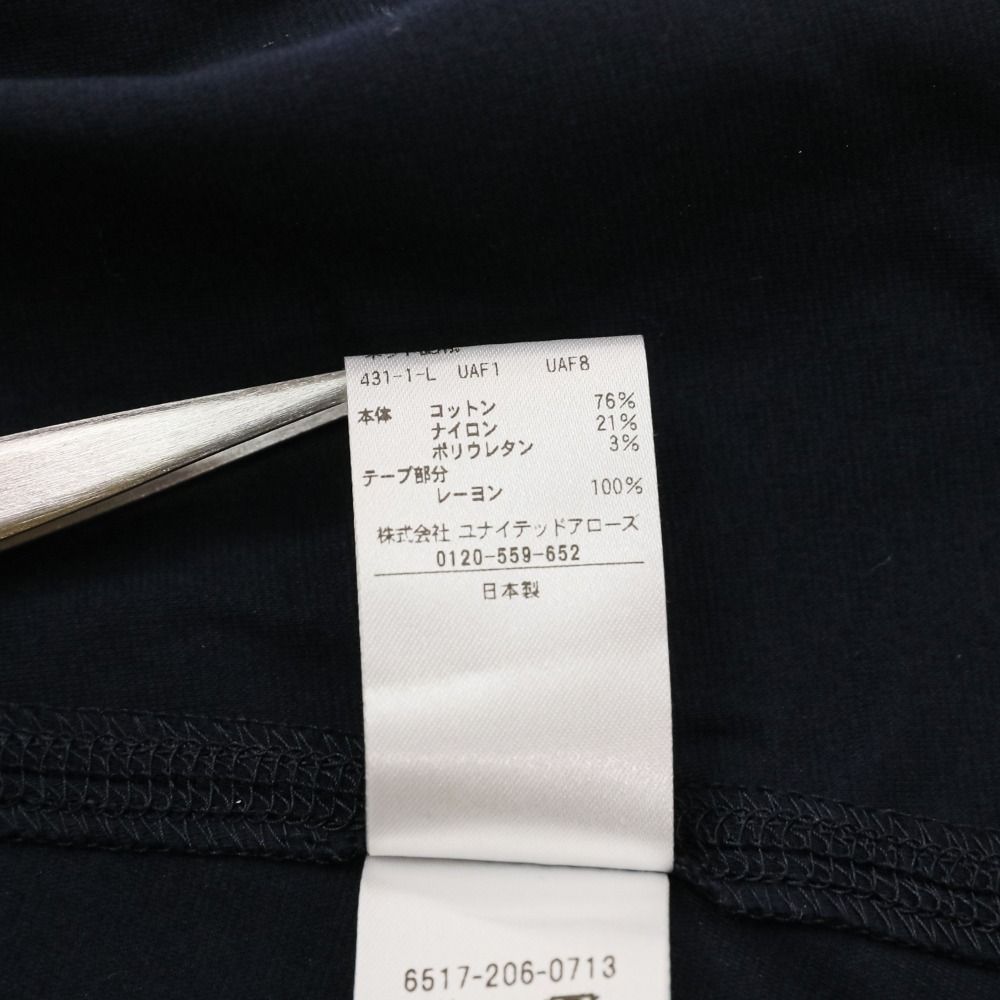 431-1-L UAF1 UAF8
本体 コットン 76%
ナイロン 21%
ポリウレタン 3%
テープ部分
レーヨン 100%
株式会社 ユナイテッドアローズ
0120-559-652
日本製
6517-206-0713